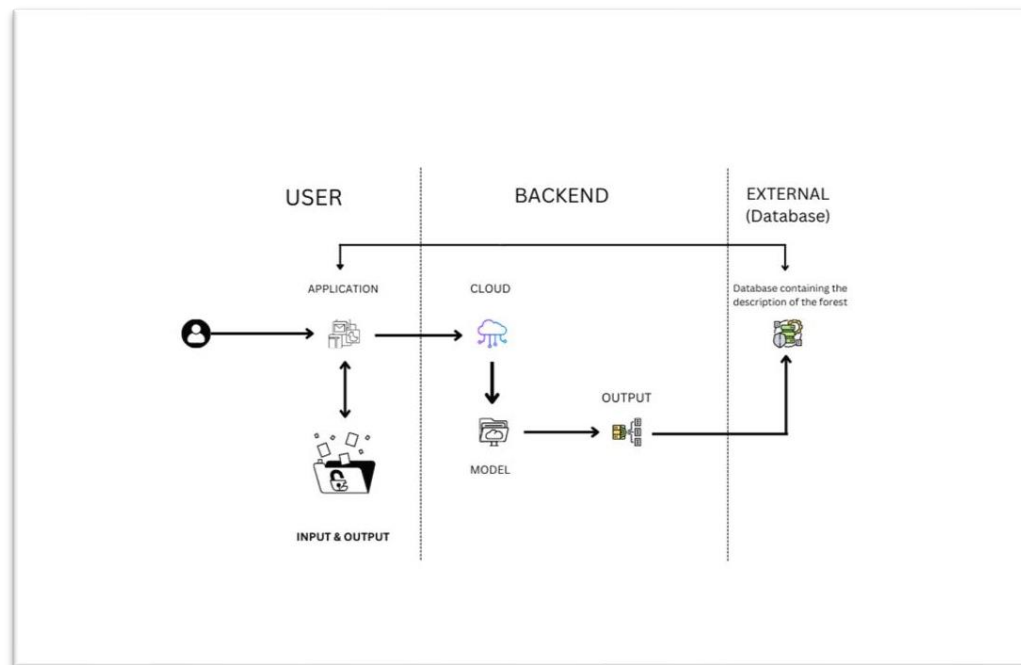 USER
BACKEND
EXTERNAL
(Database)
APPLICATION
CLOUD
Database containing the
description of the forest
OUTPUT
MODEL
INPUT & OUTPUT